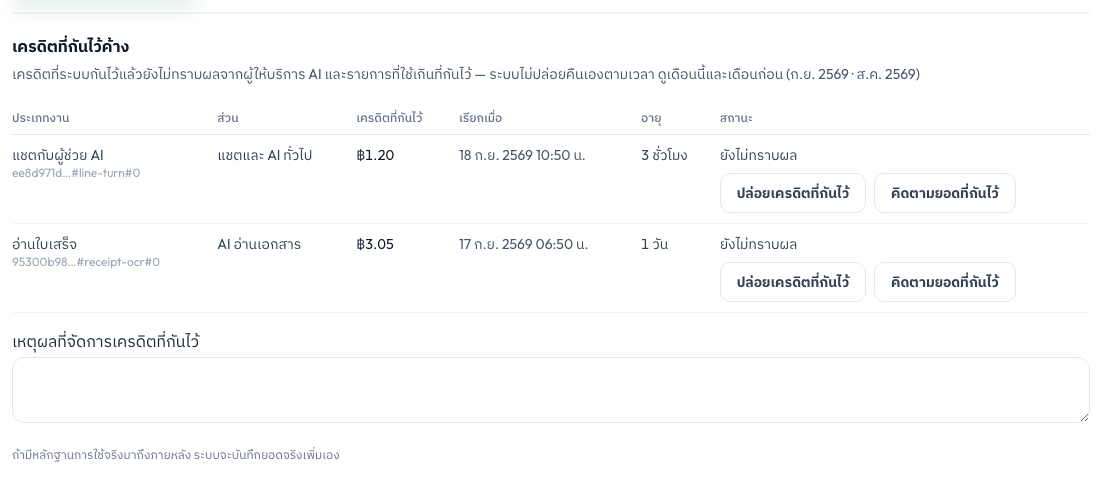 เครดิตที่กันไว้ค้าง
เครดิตที่ระบบกันไว้แล้วยังไม่ทราบผลจากผู้ให้บริการ AI และรายการที่ใช้เกินที่กันไว้ — ระบบไม่ปล่อยคืนเองตามเวลา ดูเดือนนี้และเดือนก่อน (ก.ย. 2569 · ส.ค. 2569)
ประเภทงาน ส่วน เครดิตที่กันไว้ เรียกเมื่อ อายุ สถานะ
แชตกับผู้ช่วย AI แชตและ AI ทั่วไป ฿1.20 18 ก.ย. 2569 10:50 น. 3 ชั่วโมง ยังไม่ทราบผล
ee8d971d…#line-turn#0
ปล่อยเครดิตที่กันไว้ คิดตามยอดที่กันไว้
อ่านใบเสร็จ AI อ่านเอกสาร ฿3.05 17 ก.ย. 2569 06:50 น. 1 วัน ยังไม่ทราบผล
95300b98…#receipt-ocr#0
ปล่อยเครดิตที่กันไว้ คิดตามยอดที่กันไว้
เหตุผลที่จัดการเครดิตที่กันไว้
ถ้ามีหลักฐานการใช้จริงมาถึงภายหลัง ระบบจะบันทึกยอดจริงเพิ่มเอง